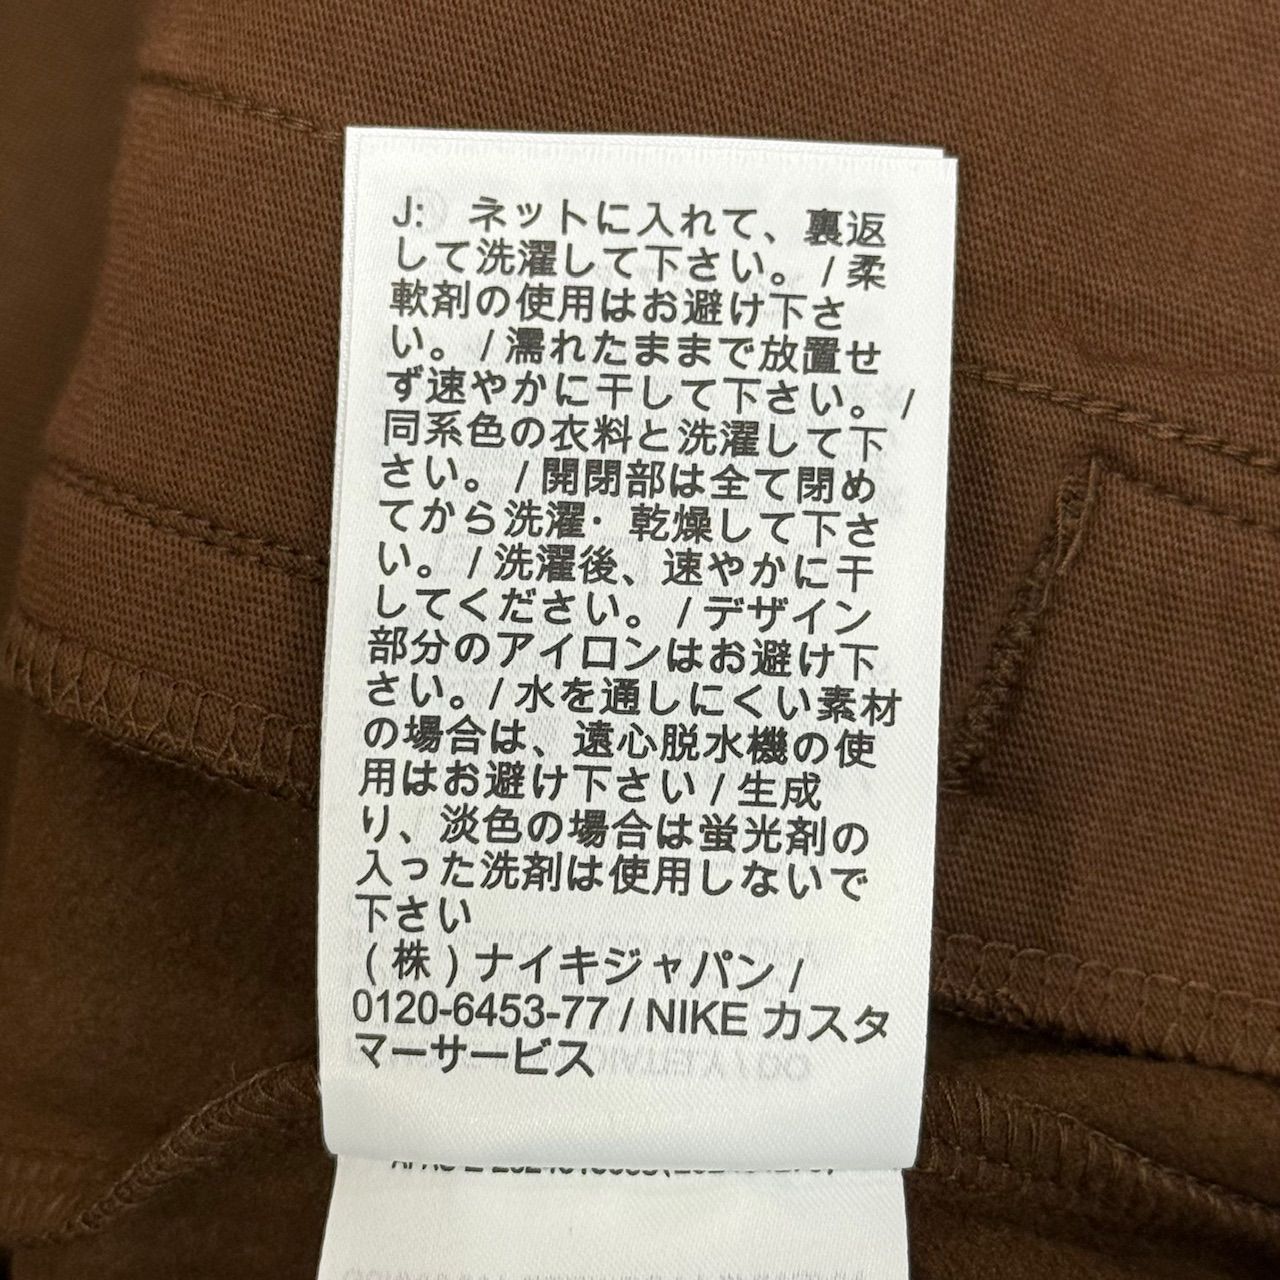 J: ネットに入れて、裏返
して洗濯して下さい。 / 柔
軟剤の使用はお避け下さ
い。 / 濡れたままで放置せ
ず速やかに干して下さい。 /
同系色の衣料と洗濯して下
さい。 / 開閉部は全て閉め
てから洗濯・乾燥して下さ
い。 / 洗濯後、速やかに干
してください。 / デザイン
部分のアイロンはお避け下
さい。/ 水を通しにくい素材
の場合は、遠心脱水機の使
用はお避け下さい / 生成
り、淡色の場合は蛍光剤の
入った洗剤は使用しないで
下さい
(株)ナイキジャパン /
0120-6453-77 / NIKE カスタ
マーサービス